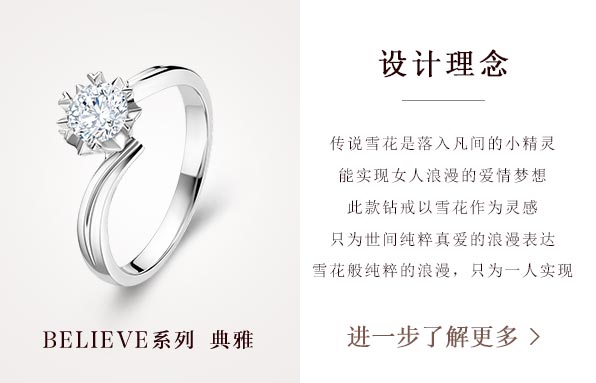 BELIEVE系列 典雅
设计理念
传说雪花是落入凡间的小精灵
能实现女人浪漫的爱情梦想
此款钻戒以雪花作为灵感
只为世间纯粹真爱的浪漫表达
雪花般纯粹的浪漫，只为一人实现
进一步了解更多 >